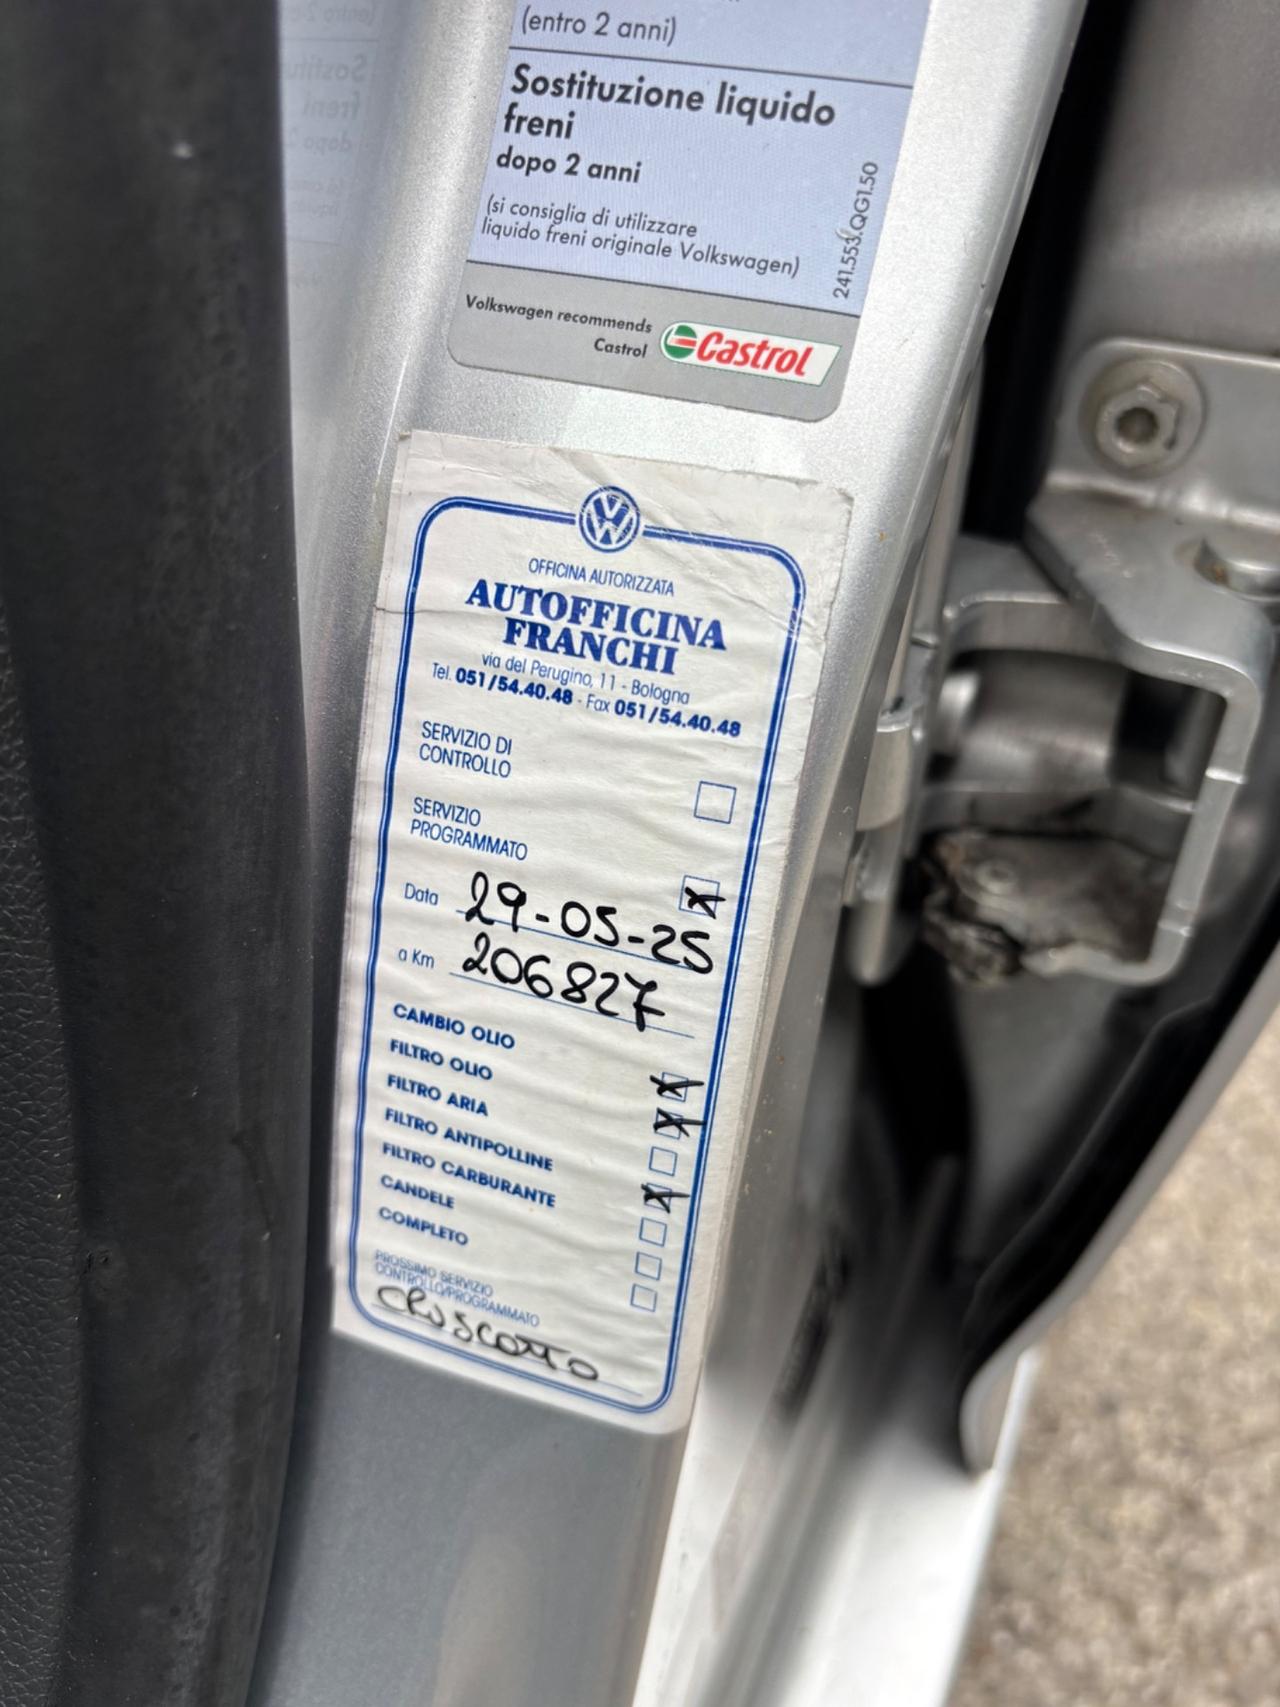 (entro 2 anni)
Sostituzione liquido
freni
dopo 2 anni
(si consiglia di utilizzare
liquido freni originale Volkswagen)
241.553.QG1.50
Volkswagen recommends
Castrol
Castrol
OFFICINA AUTORIZZATA
AUTOFFICINA
FRANCHI
via del Perugino, 11 - Bologna
Tel. 051/54.40.48 - Fax 051/54.40.48
SERVIZIO DI
CONTROLLO
SERVIZIO
PROGRAMMATO
Data 29-05-25
a Km 206827
CAMBIO OLIO
FILTRO OLIO
FILTRO ARIA
FILTRO ANTIPOLLINE
FILTRO CARBURANTE
CANDELE
COMPLETO
PROSSIMO SERVIZIO
CONTROLLO/PROGRAMMATO
CRUSCOTTO